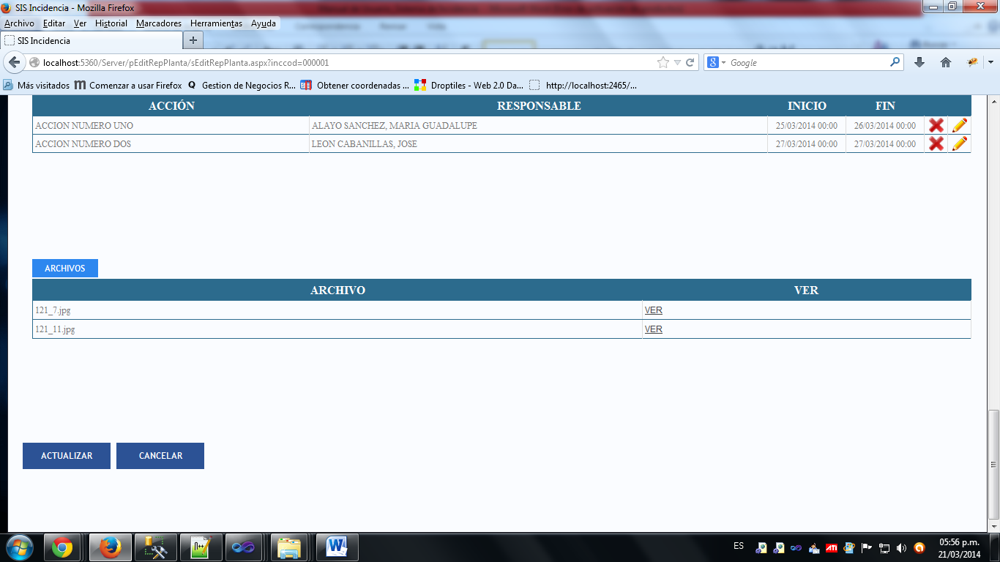 SIS Incidencia - Mozilla Firefox
Archivo Editar Ver Historial Marcadores Herramientas Ayuda
SIS Incidencia
localhost:5360/Server/pEditRepPlanta/sEditRepPlanta.aspx?inccod=000001
Google
Más visitados Comenzar a usar Firefox Gestion de Negocios R... Obtener coordenadas ... Droptiles - Web 2.0 Da... http://localhost:2465/...
ACCIÓN RESPONSABLE INICIO FIN
ACCION NUMERO UNO ALAYO SANCHEZ, MARIA GUADALUPE 25/03/2014 00:00 26/03/2014 00:00
ACCION NUMERO DOS LEON CABANILLAS, JOSE 27/03/2014 00:00 27/03/2014 00:00
ARCHIVOS
ARCHIVO VER
121_7.jpg VER
121_11.jpg VER
ACTUALIZAR CANCELAR
ES
05:56 p.m.
21/03/2014